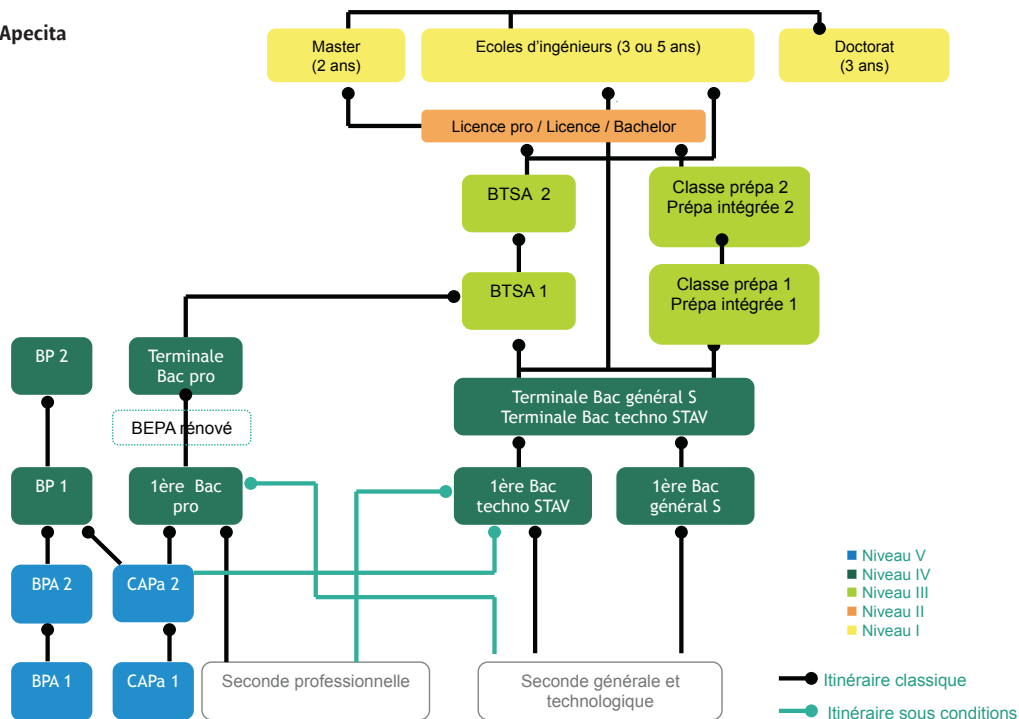 Apecita
Master
(2 ans)
Ecoles d'ingénieurs (3 ou 5 ans)
Doctorat
(3 ans)
Licence pro / Licence / Bachelor
BTSA 2
Classe prépa 2
Prépa intégrée 2
BTSA 1
Classe prépa 1
Prépa intégrée 1
BP 2
Terminale
Bac pro
BEPA rénové
Terminale Bac général S
Terminale Bac techno STAV
BP 1
1ère Bac
pro
1ère Bac
techno STAV
1ère Bac
général S
BPA 2
CAPa 2
BPA 1
CAPa 1
Seconde professionnelle
Seconde générale et
technologique
Niveau V
Niveau IV
Niveau III
Niveau II
Niveau I
Itinéraire classique
Itinéraire sous conditions